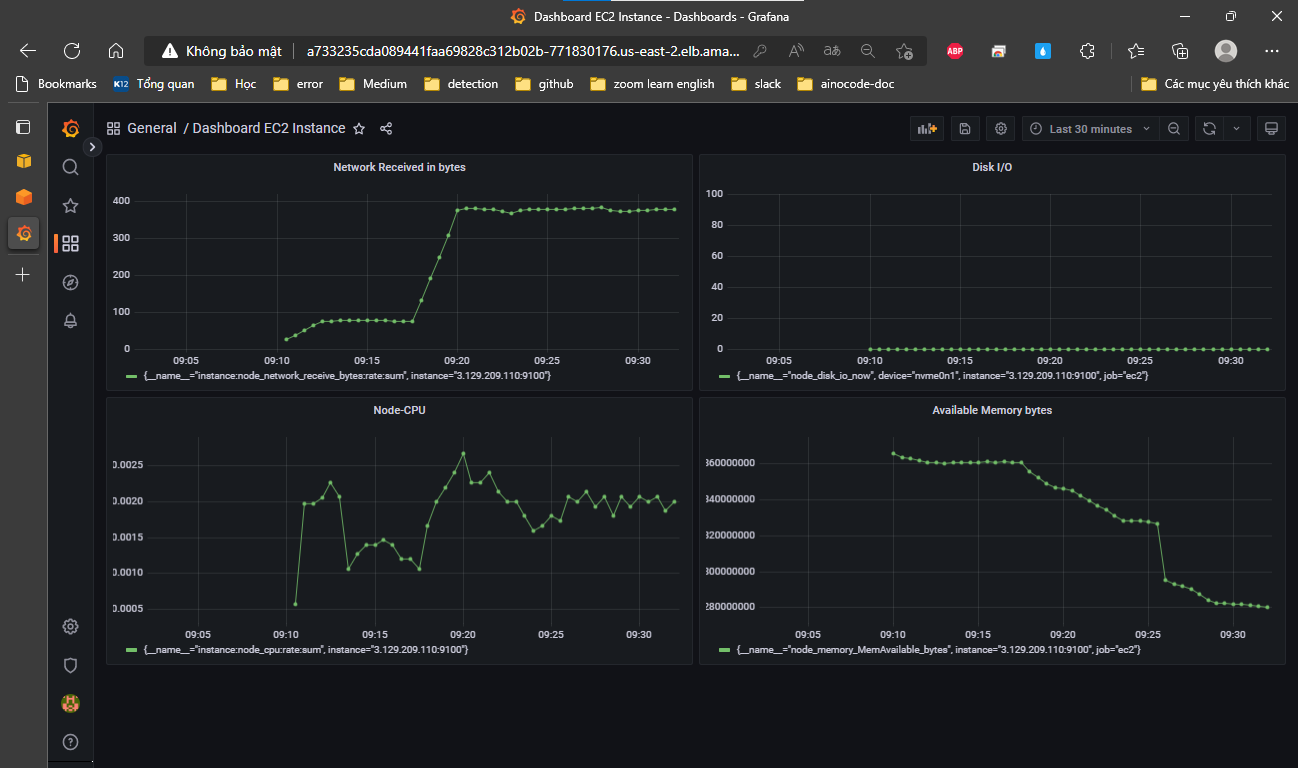 Dashboard EC2 Instance - Dashboards - Grafana
Không bảo mật a733235cda089441faa69828c312b02b-771830176.us-east-2.elb.ama...
Bookmarks K12 Tổng quan Học error Medium detection github zoom learn english slack ainocode-doc Các mục yêu thích khác
General / Dashboard EC2 Instance Last 30 minutes
Network Received in bytes
400
300
200
100
0
09:05 09:10 09:15 09:20 09:25 09:30
{__name__="instance:node_network_receive_bytes:rate:sum", instance="3.129.209.110:9100"}
Disk I/O
100
80
60
40
20
0
09:05 09:10 09:15 09:20 09:25 09:30
{__name__="node_disk_io_now", device="nvme0n1", instance="3.129.209.110:9100", job="ec2"}
Node-CPU
0.0025
0.0020
0.0015
0.0010
0.0005
09:05 09:10 09:15 09:20 09:25 09:30
{__name__="instance:node_cpu:rate:sum", instance="3.129.209.110:9100"}
Available Memory bytes
360000000
340000000
320000000
300000000
280000000
09:05 09:10 09:15 09:20 09:25 09:30
{__name__="node_memory_MemAvailable_bytes", instance="3.129.209.110:9100", job="ec2"}